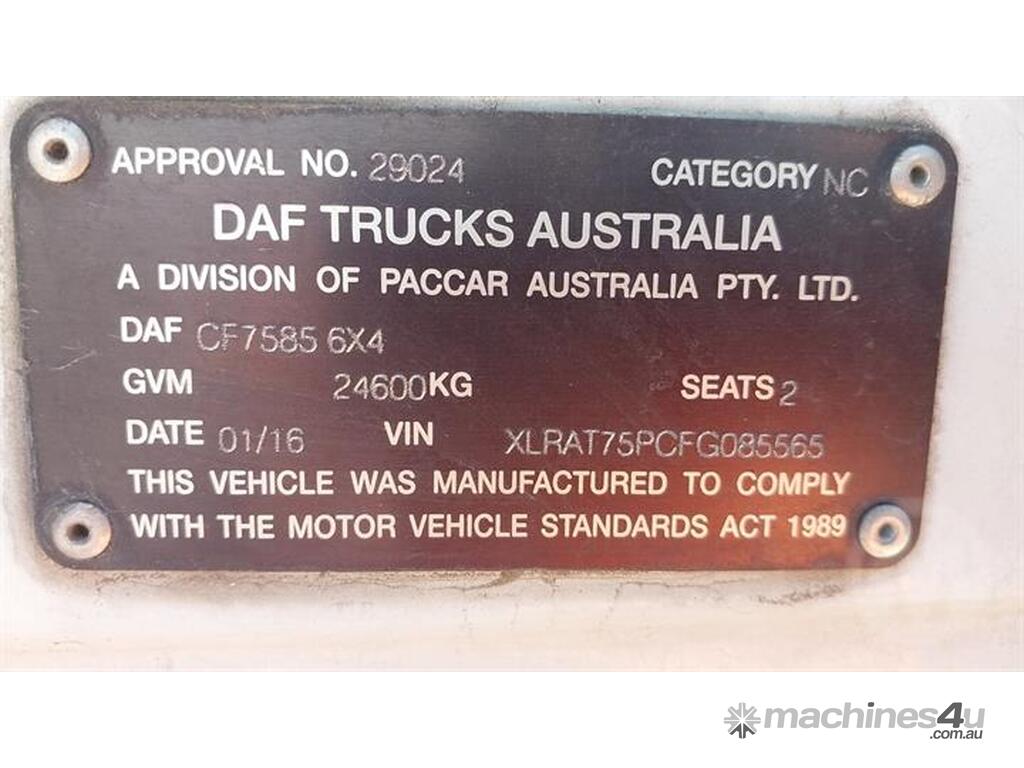 APPROVAL NO. 29024 CATEGORY NC
DAF TRUCKS AUSTRALIA
A DIVISION OF PACCAR AUSTRALIA PTY. LTD.
DAF CF7585 6X4
GVM 24600KG SEATS 2
DATE 01/16 VIN XLRAT75PCFG085565
THIS VEHICLE WAS MANUFACTURED TO COMPLY
WITH THE MOTOR VEHICLE STANDARDS ACT 1989
machines4u
.com.au